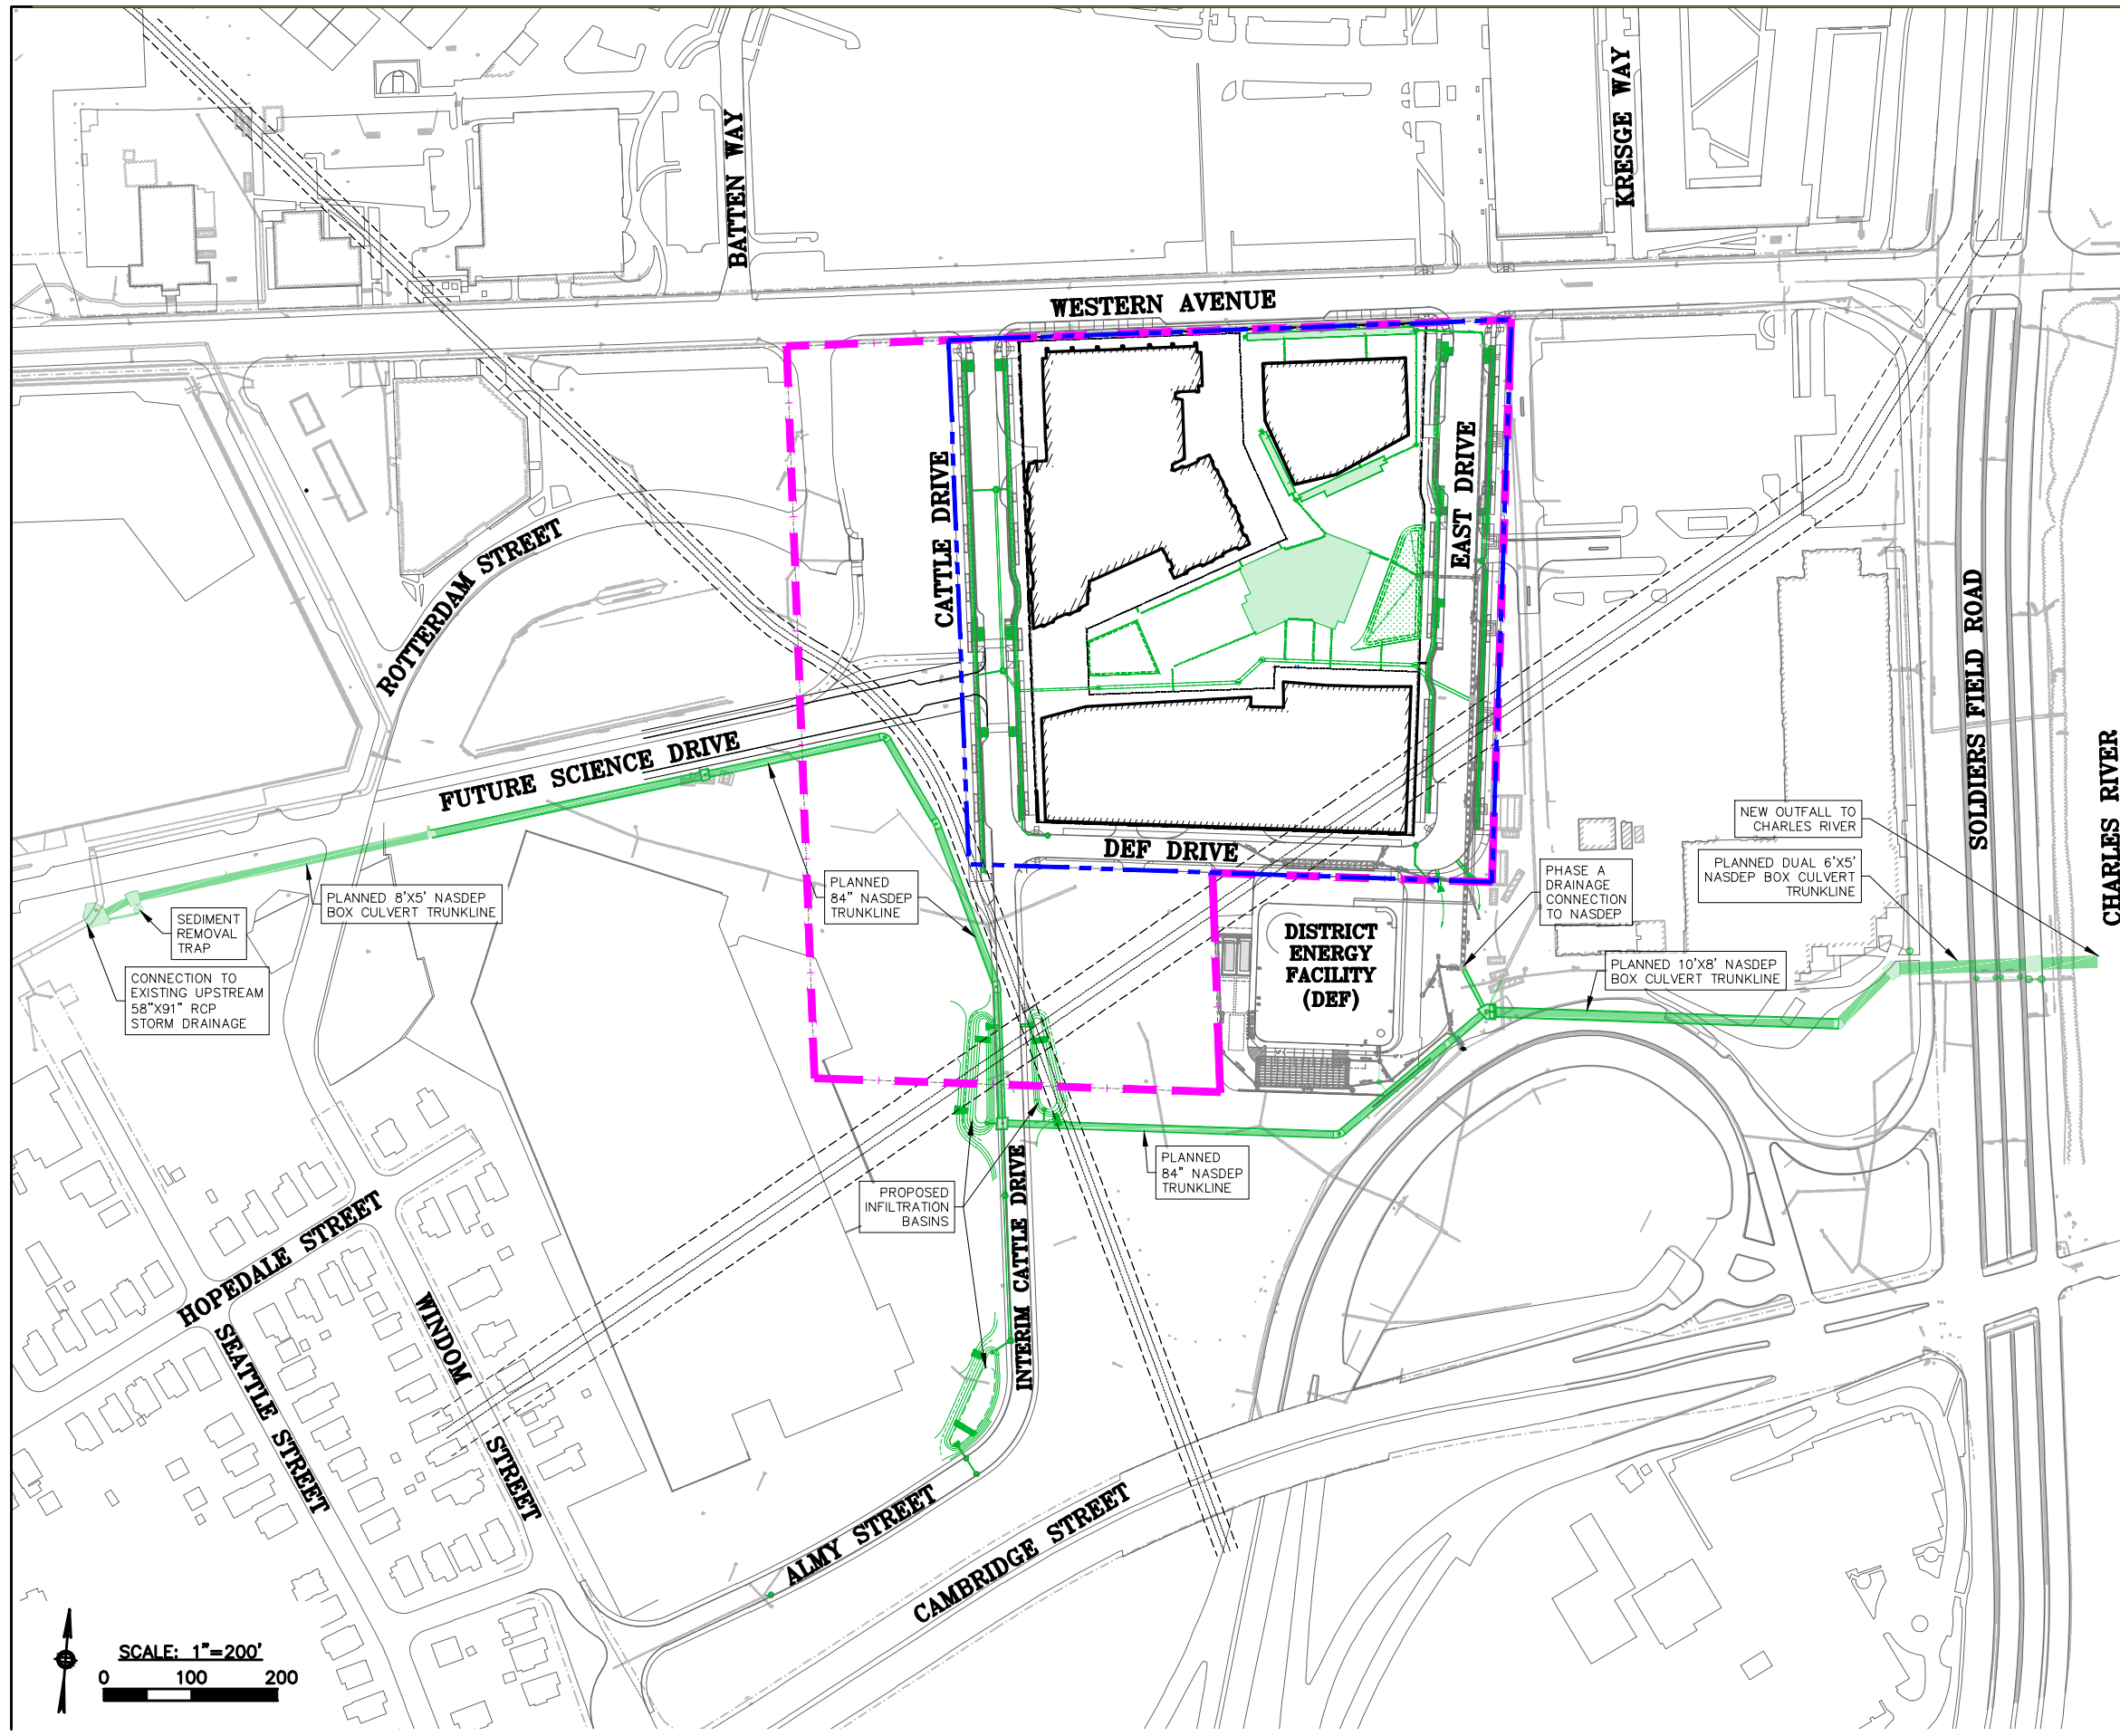 BATTEN WAY
KRESGE WAY
WESTERN AVENUE
CATTLE DRIVE
EAST DRIVE
ROTTERDAM STREET
FUTURE SCIENCE DRIVE
SOLDIERS FIELD ROAD
CHARLES RIVER
DEF DRIVE
NEW OUTFALL TO
CHARLES RIVER
PLANNED DUAL 6'X5'
NASDEP BOX CULVERT
TRUNKLINE
PHASE A
DRAINAGE
CONNECTION
TO NASDEP
PLANNED
84" NASDEP
TRUNKLINE
PLANNED 8'X5' NASDEP
BOX CULVERT TRUNKLINE
SEDIMENT
REMOVAL
TRAP
CONNECTION TO
EXISTING UPSTREAM
58"X91" RCP
STORM DRAINAGE
DISTRICT
ENERGY
FACILITY
(DEF)
PLANNED 10'X8' NASDEP
BOX CULVERT TRUNKLINE
PLANNED
84" NASDEP
TRUNKLINE
PROPOSED
INFILTRATION
BASINS
INTERIM CATTLE DRIVE
HOPEDALE STREET
SEATTLE STREET
WINDOM STREET
ALMY STREET
CAMBRIDGE STREET
SCALE: 1"=200'
0 100 200